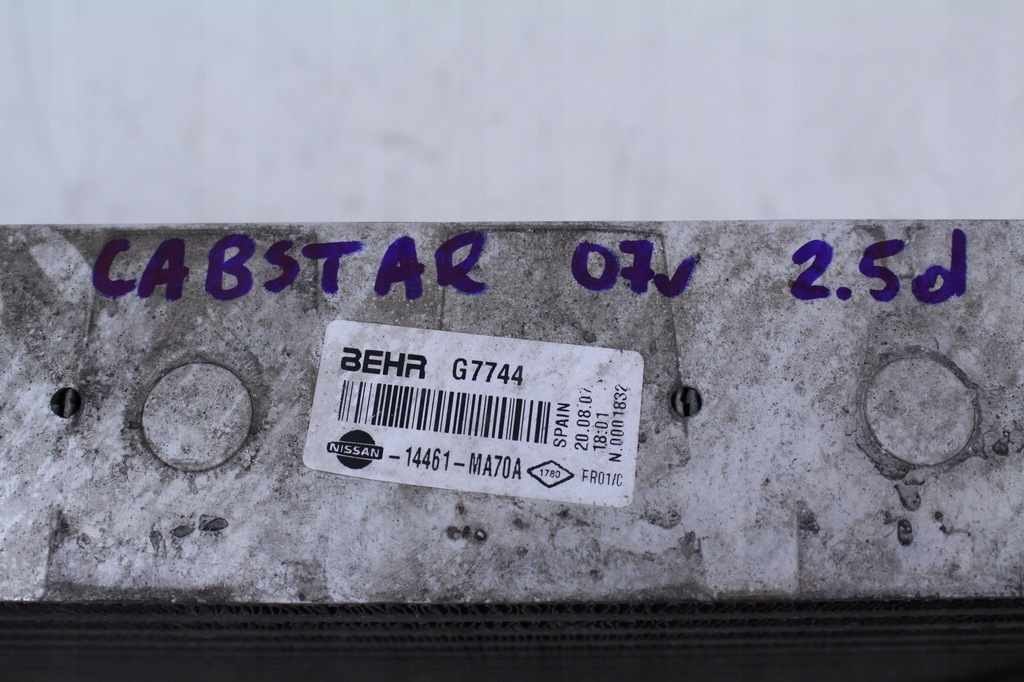 CABSTAR 07r 2.5d
BEHR G7744
NISSAN -14461-MA70A 1780 FR01/C
SPAIN
20.08.07
18:01
N.0001832